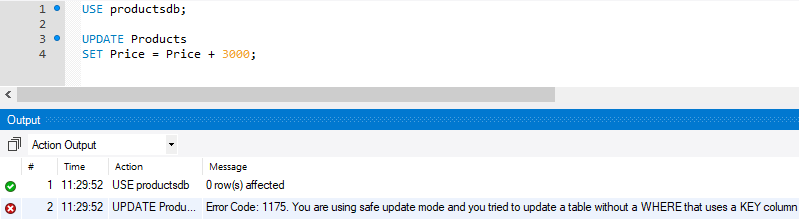 1 USE productsdb;
2
3 UPDATE Products
4 SET Price = Price + 3000;
Output
Action Output
# Time Action Message
1 11:29:52 USE productsdb 0 row(s) affected
2 11:29:52 UPDATE Produ... Error Code: 1175. You are using safe update mode and you tried to update a table without a WHERE that uses a KEY column